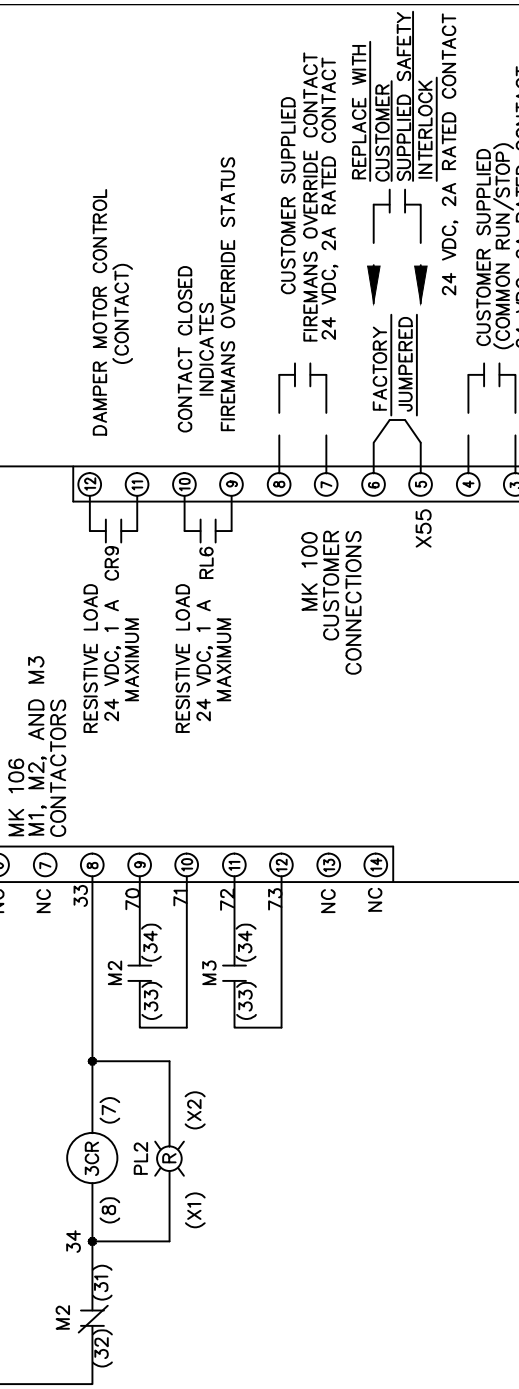 DAMPER MOTOR CONTROL
(CONTACT)
CONTACT CLOSED
INDICATES
FIREMANS OVERRIDE STATUS
CUSTOMER SUPPLIED
FIREMANS OVERRIDE CONTACT
24 VDC, 2A RATED CONTACT
REPLACE WITH
CUSTOMER
SUPPLIED SAFETY
INTERLOCK
24 VDC, 2A RATED CONTACT
FACTORY
JUMPERED
CUSTOMER SUPPLIED
(COMMON RUN/STOP)
12
11
10
9
8
7
6
5
4
3
CR9
RL6
RESISTIVE LOAD
24 VDC, 1 A
MAXIMUM
RESISTIVE LOAD
24 VDC, 1 A
MAXIMUM
MK 100
CUSTOMER
CONNECTIONS
X55
MK 106
M1, M2, AND M3
CONTACTORS
7
8
9
10
11
12
13
14
NC
NC
33
70
71
72
73
NC
NC
M2
(33)
(34)
M3
(33)
(34)
3CR
(7)
(8)
PL2
R
(X2)
(X1)
34
M2
(31)
(32)